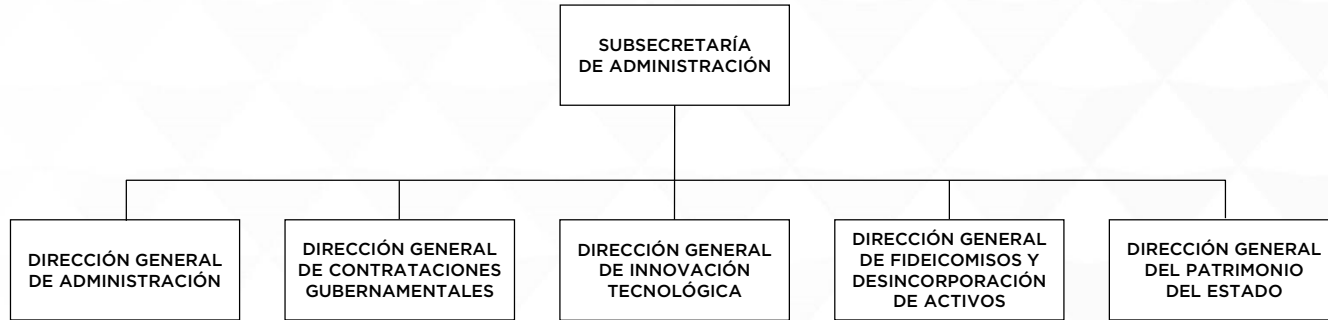 SUBSECRETARÍA
DE ADMINISTRACIÓN
DIRECCIÓN GENERAL
DE ADMINISTRACIÓN
DIRECCIÓN GENERAL
DE CONTRATACIONES
GUBERNAMENTALES
DIRECCIÓN GENERAL
DE INNOVACIÓN
TECNOLÓGICA
DIRECCIÓN GENERAL
DE FIDEICOMISOS Y
DESINCORPORACIÓN
DE ACTIVOS
DIRECCIÓN GENERAL
DEL PATRIMONIO
DEL ESTADO